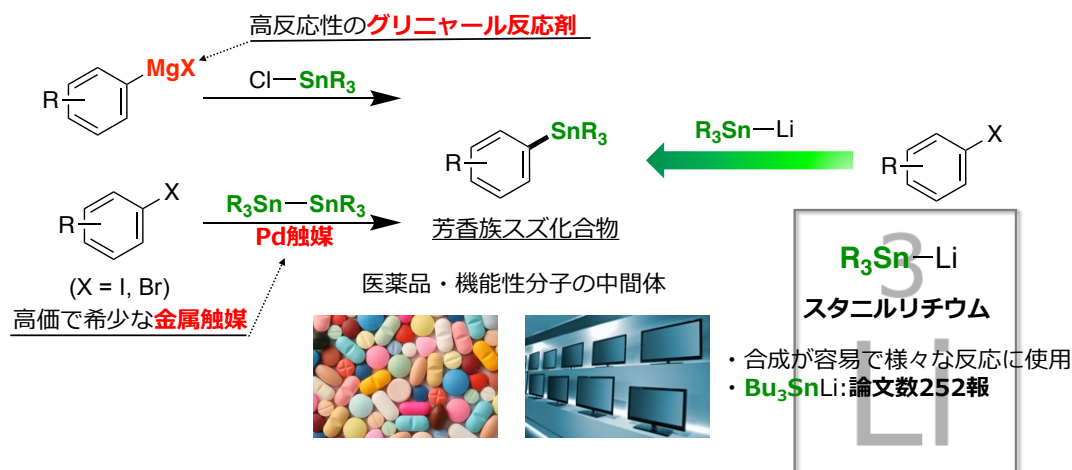 高反応性のグリニャール反応剤
MgX
R
Cl—SnR₃
SnR₃
R
R₃Sn—Li
X
R
X
R
R₃Sn—SnR₃
Pd触媒
(X = I, Br)
高価で希少な金属触媒
芳香族スズ化合物
医薬品・機能性分子の中間体
3
R₃Sn—Li
スタニルリチウム
・合成が容易で様々な反応に使用
・Bu₃SnLi:論文数252報
Li